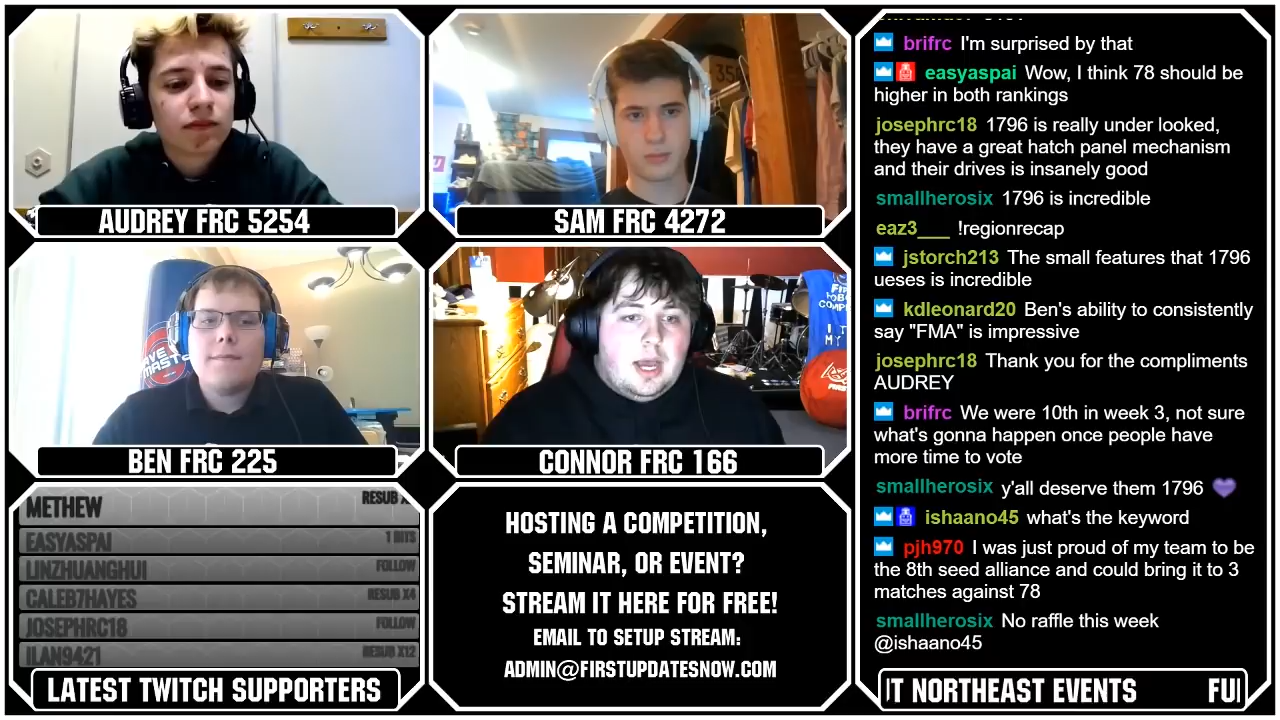 AUDREY FRC 5254
SAM FRC 4272
BEN FRC 225
CONNOR FRC 166
METHEW RESUB
EASYASPAI 1 BITS
LINZHUANGHUI FOLLOW
CALEB7HAYES RESUB X4
JOSEPHRC18 FOLLOW
ILAN9421 RESUB X12
LATEST TWITCH SUPPORTERS
HOSTING A COMPETITION,
SEMINAR, OR EVENT?
STREAM IT HERE FOR FREE!
EMAIL TO SETUP STREAM:
ADMIN@FIRSTUPDATESNOW.COM
brifrc I'm surprised by that
easyaspai Wow, I think 78 should be
higher in both rankings
josephrc18 1796 is really under looked,
they have a great hatch panel mechanism
and their drives is insanely good
smallherosix 1796 is incredible
eaz3___ !regionrecap
jstorch213 The small features that 1796
ueses is incredible
kdleonard20 Ben's ability to consistently
say "FMA" is impressive
josephrc18 Thank you for the compliments
AUDREY
brifrc We were 10th in week 3, not sure
what's gonna happen once people have
more time to vote
smallherosix y'all deserve them 1796
ishaano45 what's the keyword
pjh970 I was just proud of my team to be
the 8th seed alliance and could bring it to 3
matches against 78
smallherosix No raffle this week
@ishaano45
NORTHEAST EVENTS